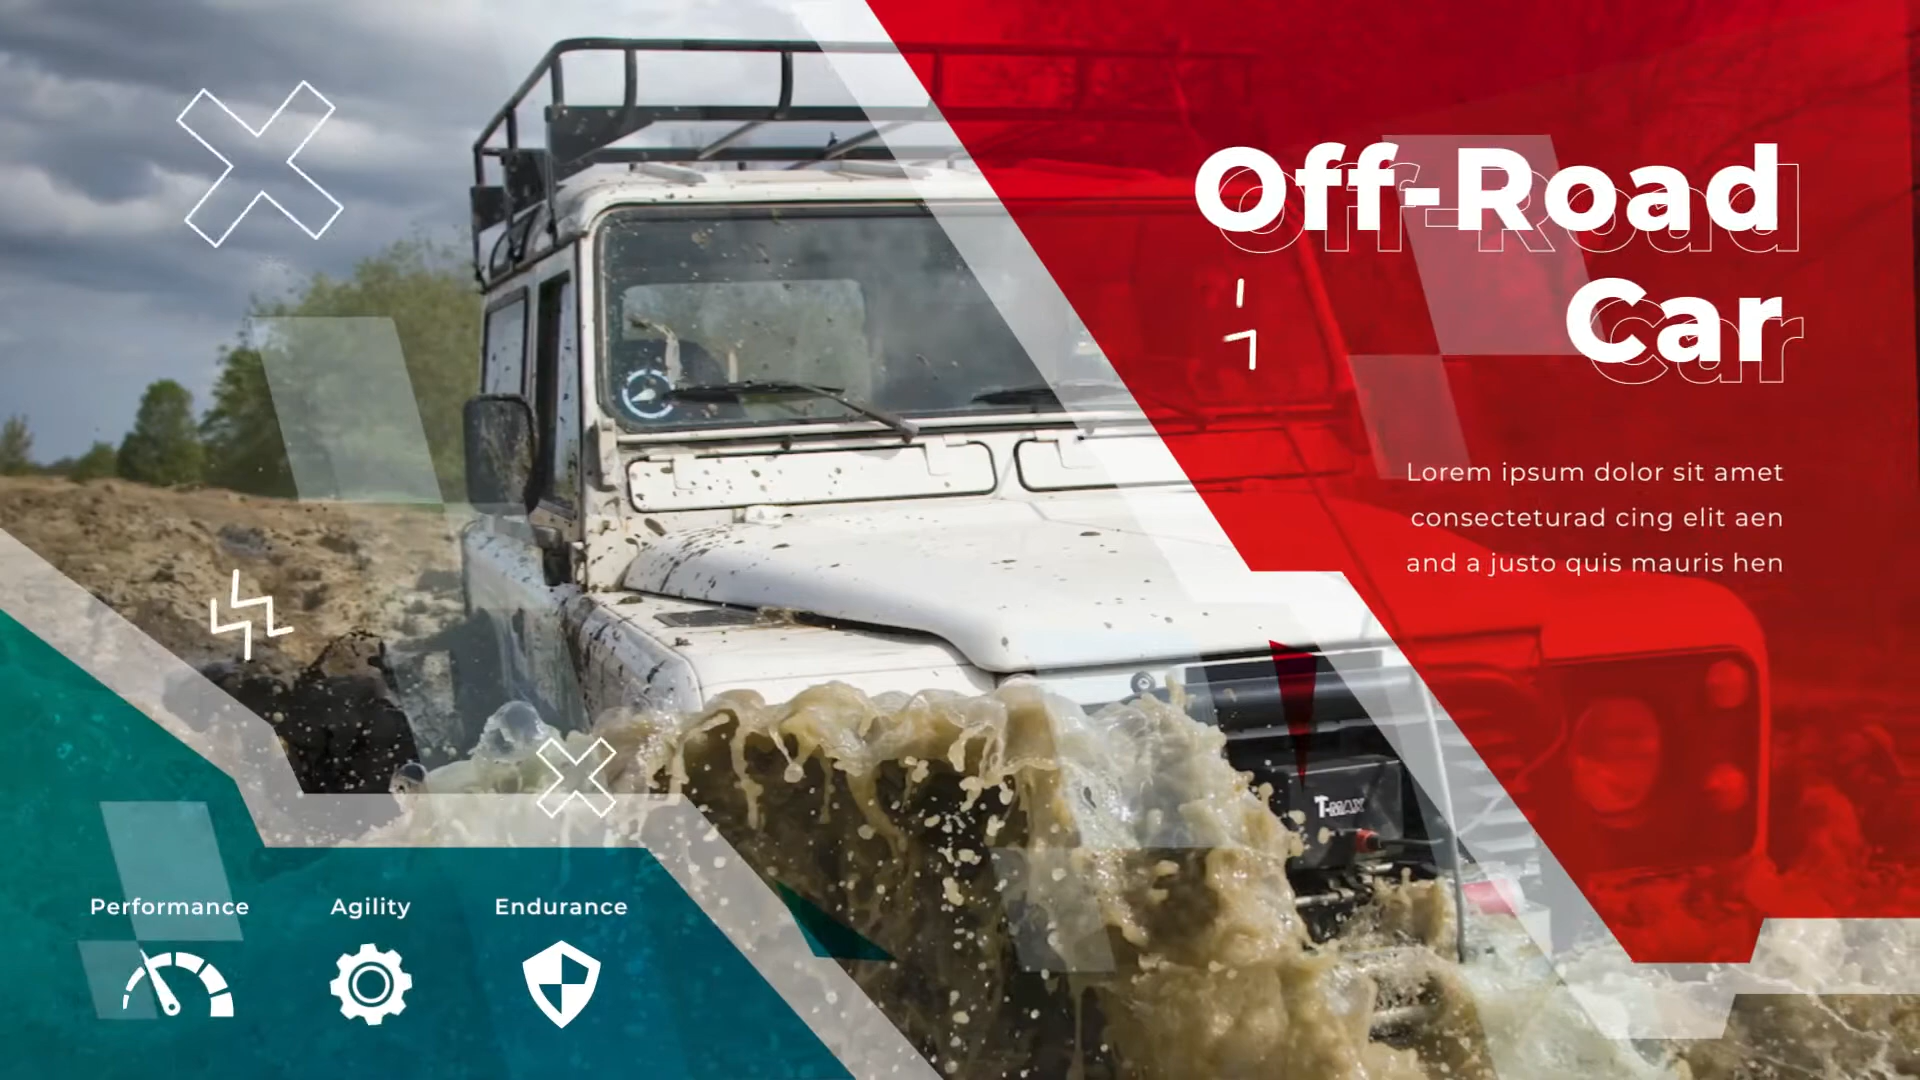 Off-Road
Car
Lorem ipsum dolor sit amet
consecteturad cing elit aen
and a justo quis mauris hen
T-MAX
Performance
Agility
Endurance